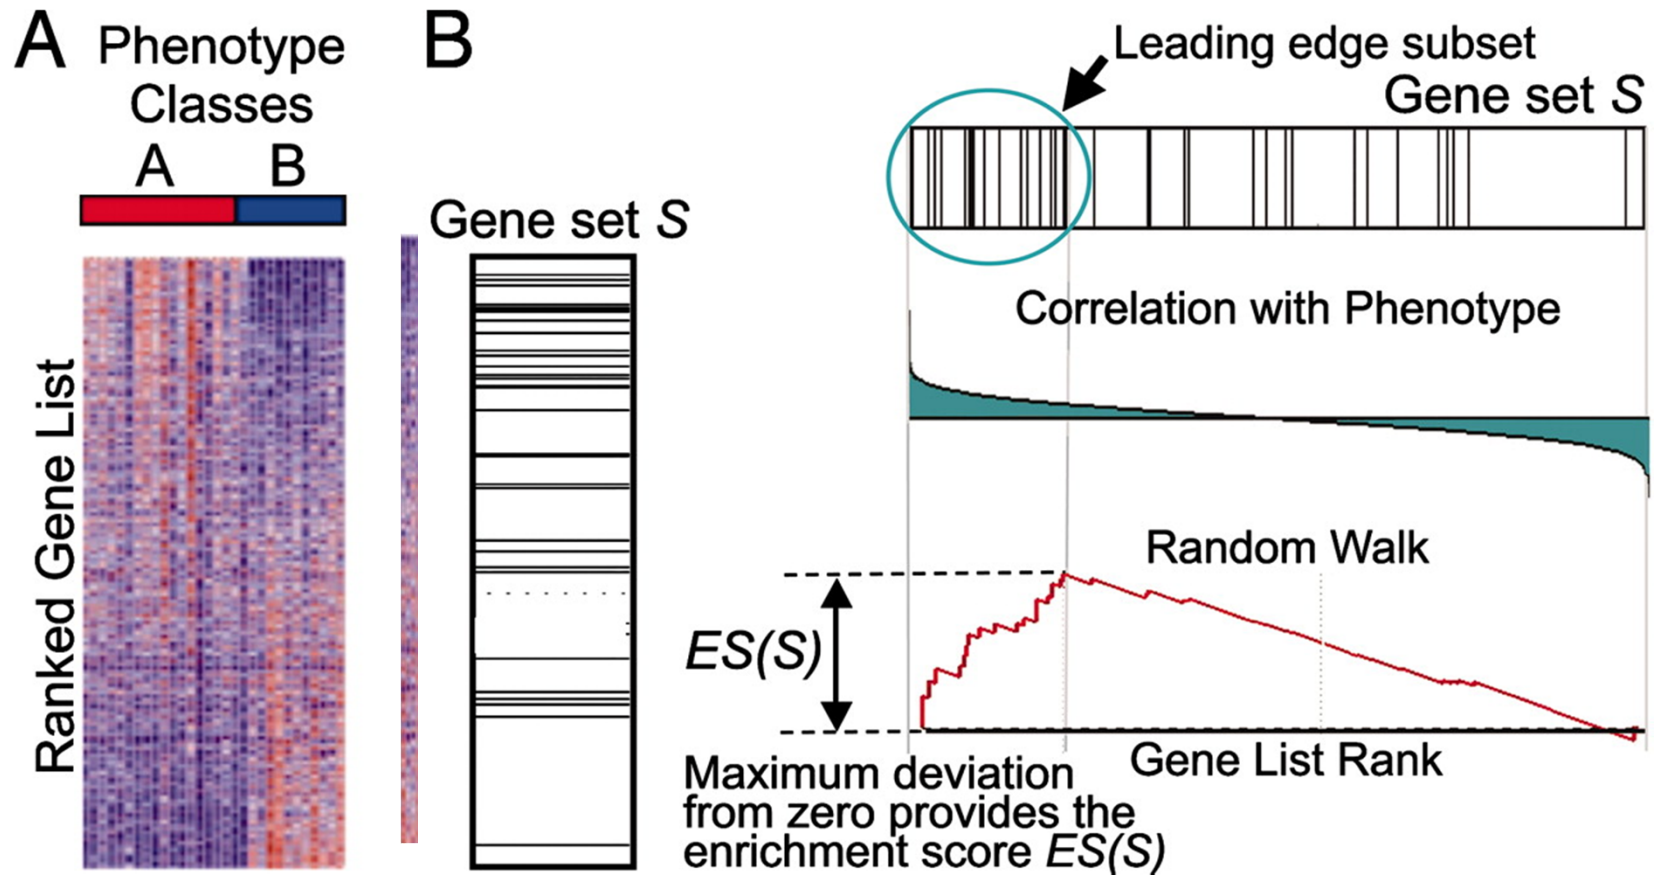 A
Phenotype
Classes
A B
Ranked Gene List
B
Gene set S
Leading edge subset
Gene set S
Correlation with Phenotype
Random Walk
ES(S)
Gene List Rank
Maximum deviation
from zero provides the
enrichment score ES(S)